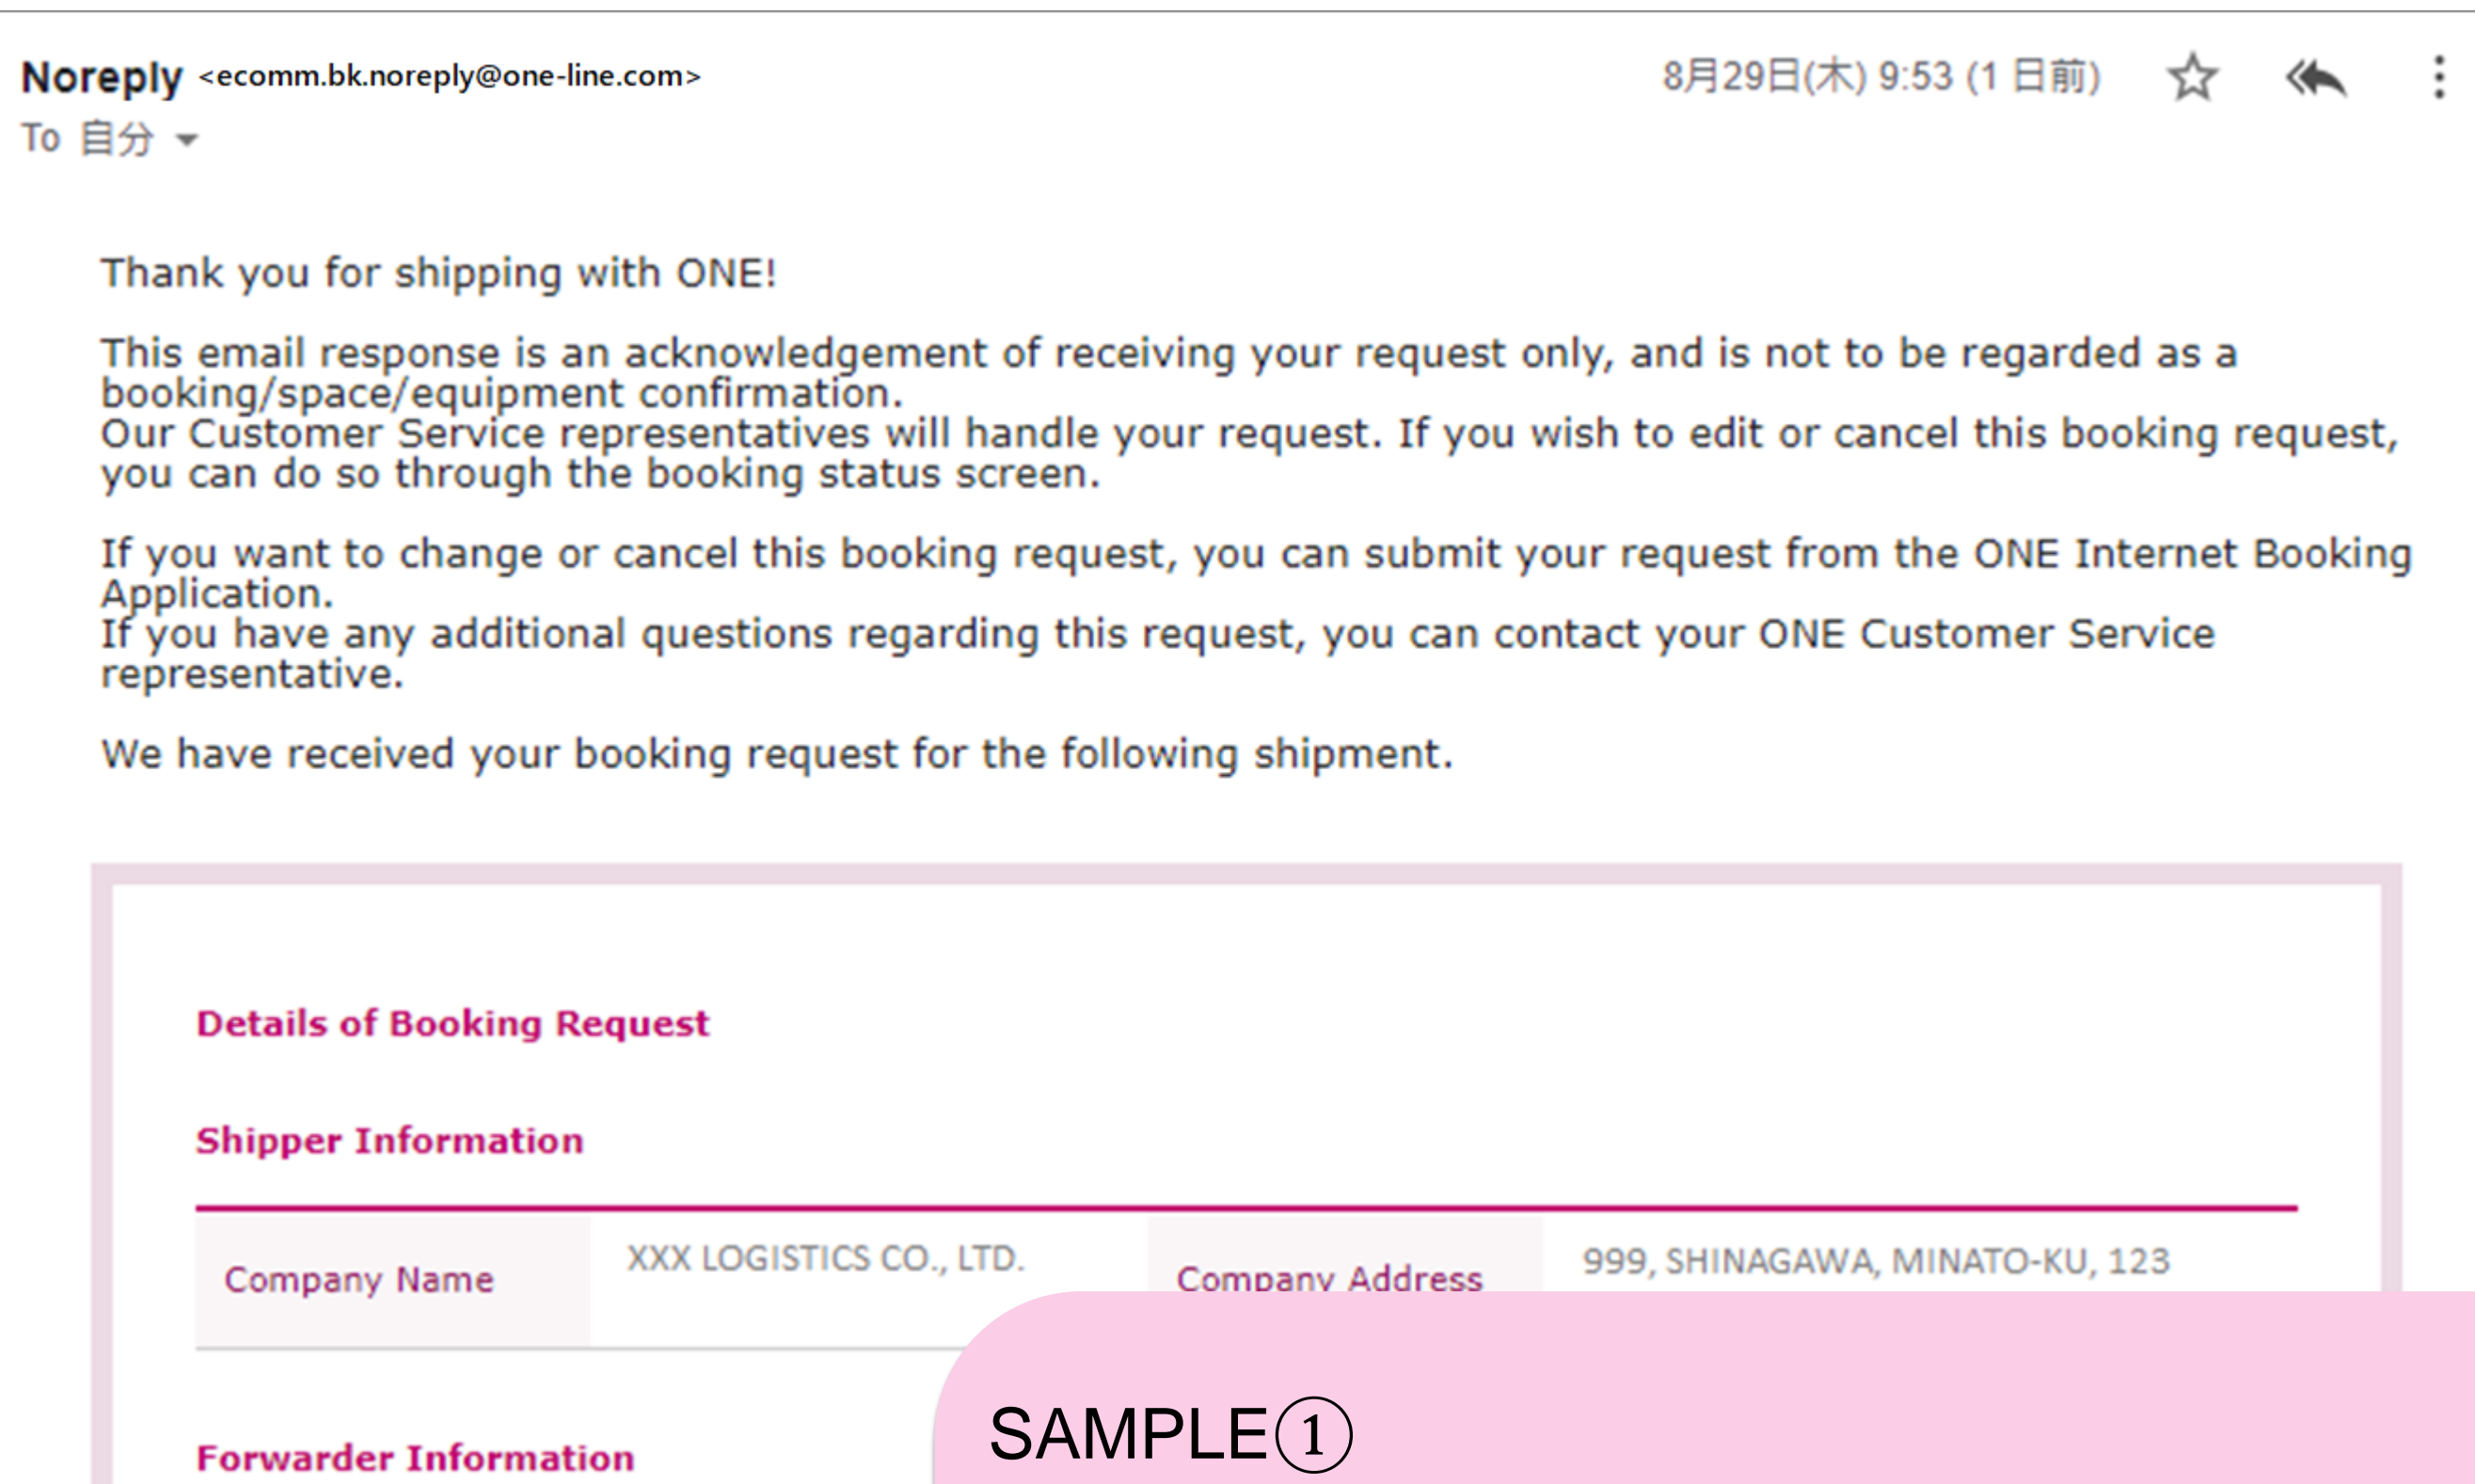 Noreply <ecomm.bk.noreply@one-line.com> 8月29日(木) 9:53 (1 日前)
To 自分
Thank you for shipping with ONE!
This email response is an acknowledgement of receiving your request only, and is not to be regarded as a
booking/space/equipment confirmation.
Our Customer Service representatives will handle your request. If you wish to edit or cancel this booking request,
you can do so through the booking status screen.
If you want to change or cancel this booking request, you can submit your request from the ONE Internet Booking
Application.
If you have any additional questions regarding this request, you can contact your ONE Customer Service
representative.
We have received your booking request for the following shipment.
Details of Booking Request
Shipper Information
Company Name XXX LOGISTICS CO., LTD. Company Address 999, SHINAGAWA, MINATO-KU, 123
Forwarder Information
SAMPLE①